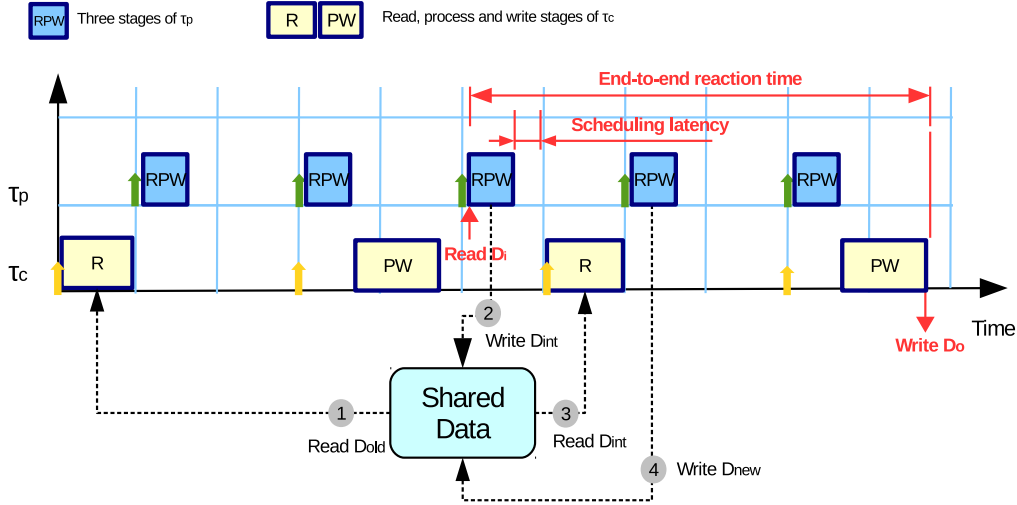 RPW Three stages of τp
R PW Read, process and write stages of τc
End-to-end reaction time
Scheduling latency
τp RPW RPW RPW RPW RPW
Read Di
τc R PW R PW
Time
2
Write Dint
Write Do
Shared
Data
1
3
Read Dold
Read Dint
4 Write Dnew